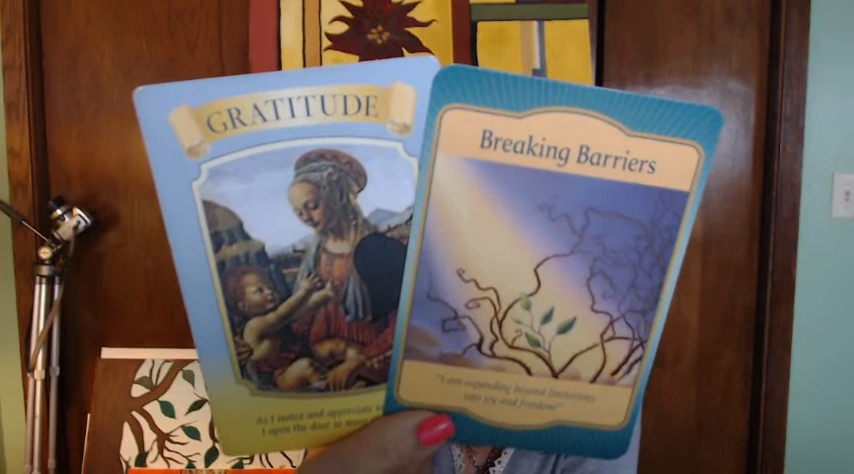 GRATITUDE
As I notice and appreciate
I open the door to
Breaking Barriers
"I am expanding beyond limitations
into joy and freedom"